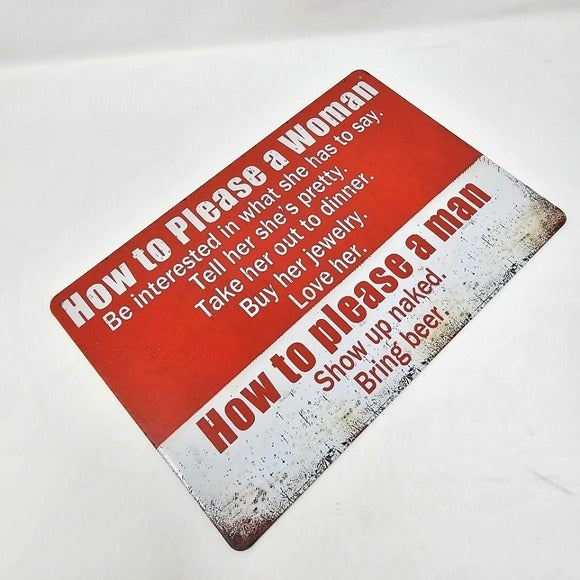 How to Please a Woman
Be interested in what she has to say.
Tell her she's pretty.
Take her out to dinner.
Buy her jewelry.
Love her.
How to please a man
Show up naked.
Bring beer.